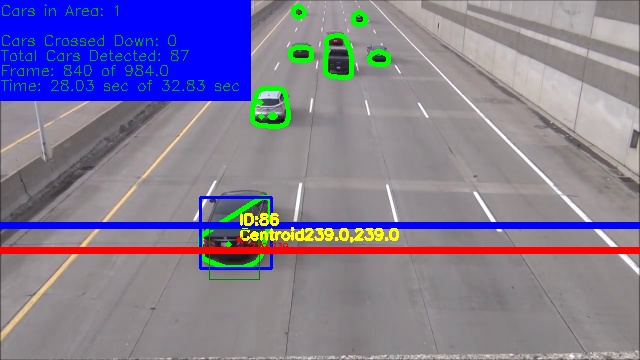 Cars in Area: 1
Cars Crossed Down: 0
Total Cars Detected: 87
Frame: 840 of 984.0
Time: 28.03 sec of 32.83 sec
ID:86
Centroid239.0,239.0